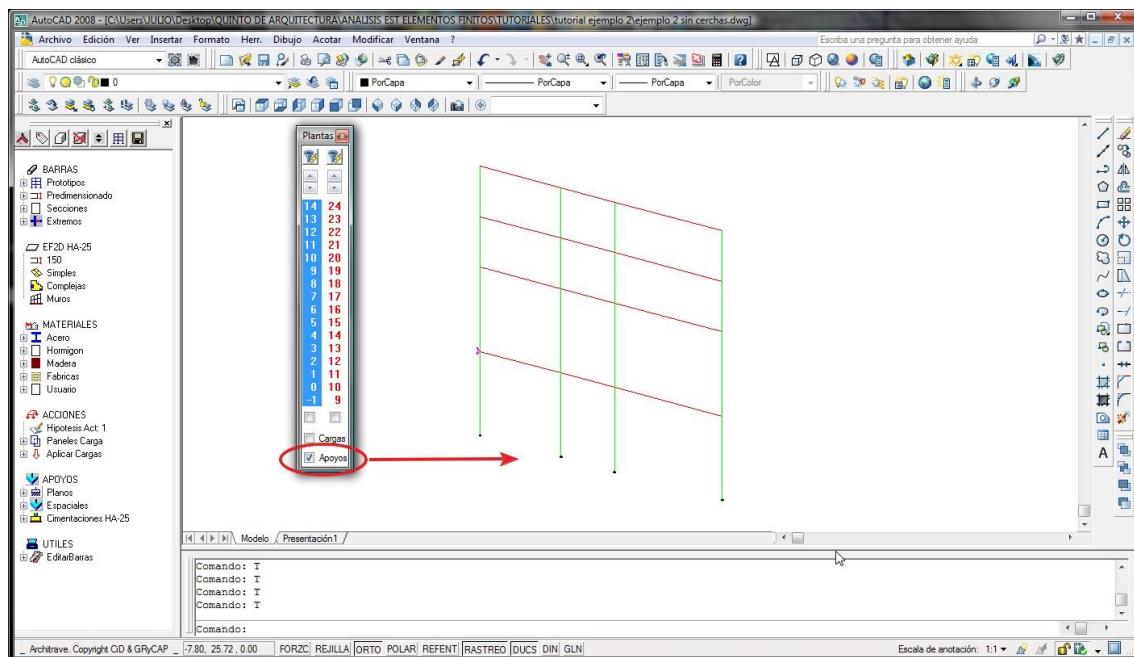 AutoCAD 2008 - [C:\Users\JULIO\Desktop\QUINTO DE ARQUITECTURA\ANALISIS EST ELEMENTOS FINITOS\TUTORIALES\tutorial ejemplo 2\ejemplo 2 sin cerchas.dwg]
Archivo Edición Ver Insertar Formato Herr. Dibujo Acotar Modificar Ventana ?
Escriba una pregunta para obtener ayuda
AutoCAD clásico
0 PorCapa PorCapa PorCapa PorColor
Plantas
BARRAS
Prototipos
Predimensionado
Secciones
Extremos
EF2D HA-25
150
Simples
Complejas
Muros
MATERIALES
Acero
Hormigon
Madera
Fabricas
Usuario
ACCIONES
Hipotesis Act: 1
Paneles Carga
Aplicar Cargas
APOYOS
Planos
Espaciales
Cimentaciones HA-25
UTILES
EditarBarras
14 24
13 23
12 22
11 21
10 20
9 19
8 18
7 17
6 16
5 15
4 14
3 13
2 12
1 11
0 10
-1 9
Cargas
Apoyos
Modelo Presentación1
Comando: T
Comando: T
Comando: T
Comando: T
Comando:
_ Architrave. Copyright CiD & GRyCAP _ -7.80, 25.72 , 0.00 FORZC REJILLA ORTO POLAR REFENT RASTREO DUCS DIN GLN
Escala de anotación: 1:1